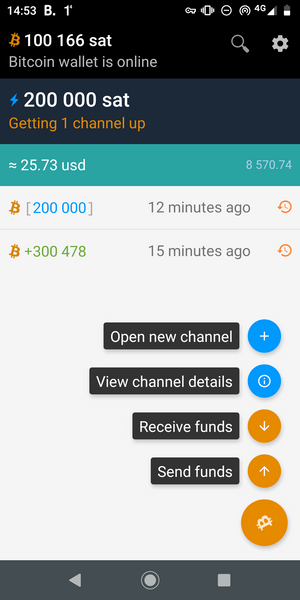 14:53 B. 4G
100 166 sat
Bitcoin wallet is online
200 000 sat
Getting 1 channel up
≈ 25.73 usd 8 570.74
[200 000] 12 minutes ago
+300 478 15 minutes ago
Open new channel
View channel details
Receive funds
Send funds